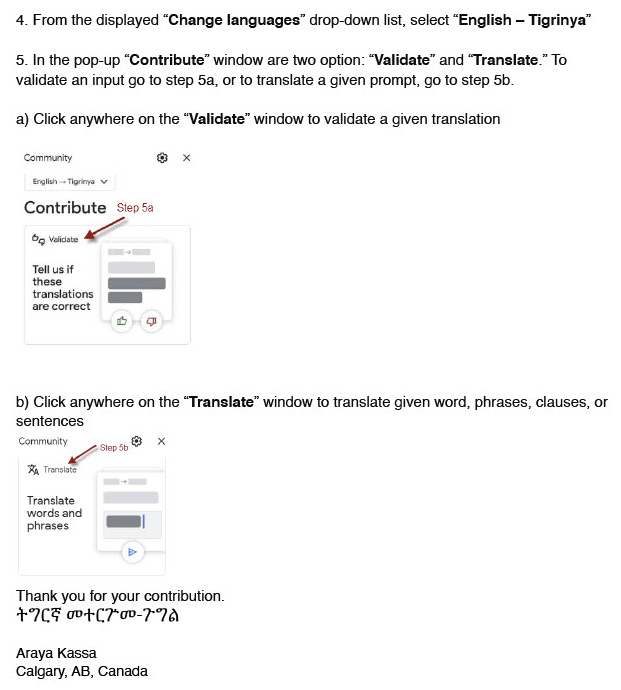 4. From the displayed “Change languages” drop-down list, select “English – Tigrinya”
5. In the pop-up “Contribute” window are two option: “Validate” and “Translate.” To
validate an input go to step 5a, or to translate a given prompt, go to step 5b.
a) Click anywhere on the “Validate” window to validate a given translation
Community
English → Tigrinya
Contribute Step 5a
Validate
Tell us if
these
translations
are correct
b) Click anywhere on the “Translate” window to translate given word, phrases, clauses, or
sentences
Community
Step 5b
Translate
Translate
words and
phrases
Thank you for your contribution.
ትግርኛ መተርጉመ-ጉግል
Araya Kassa
Calgary, AB, Canada